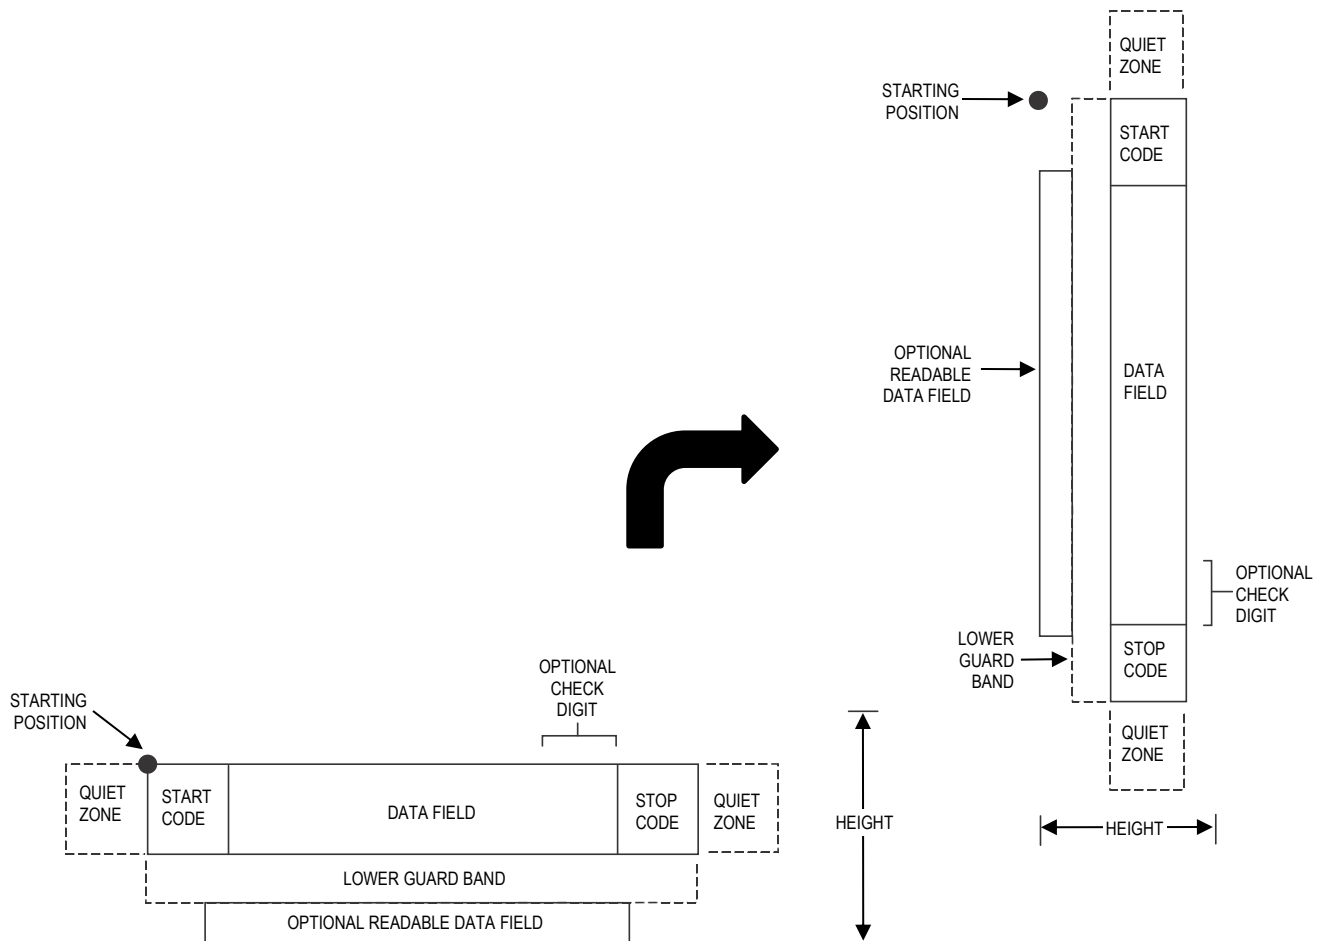 QUIET
ZONE
STARTING
POSITION
START
CODE
OPTIONAL
READABLE
DATA FIELD
DATA
FIELD
OPTIONAL
CHECK
DIGIT
LOWER
GUARD
BAND
STOP
CODE
QUIET
ZONE
HEIGHT
OPTIONAL
CHECK
DIGIT
STARTING
POSITION
QUIET
ZONE
START
CODE
DATA FIELD
STOP
CODE
QUIET
ZONE
HEIGHT
LOWER GUARD BAND
OPTIONAL READABLE DATA FIELD